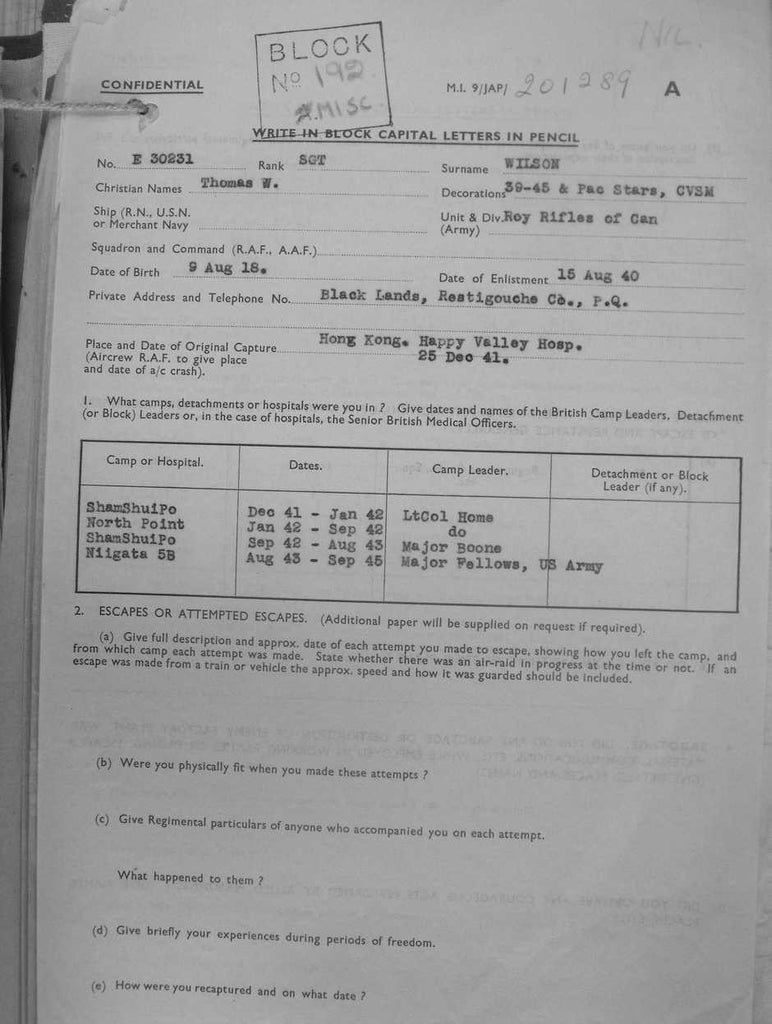 NIL.
BLOCK
No 192
MISC
CONFIDENTIAL
M.I. 9/JAP/ 201289 A
WRITE IN BLOCK CAPITAL LETTERS IN PENCIL
No. E 30231 Rank SGT Surname WILSON
Christian Names Thomas W. Decorations 39-45 & Pac Stars, CVSM
Ship (R.N., U.S.N. or Merchant Navy
Unit & Div. Roy Rifles of Can
(Army)
Squadron and Command (R.A.F., A.A.F.)
Date of Birth 9 Aug 18. Date of Enlistment 15 Aug 40
Private Address and Telephone No. Black Lands, Restigouche Co., P.Q.
Place and Date of Original Capture Hong Kong. Happy Valley Hosp.
(Aircrew R.A.F. to give place 25 Dec 41.
and date of a/c crash).
1. What camps, detachments or hospitals were you in ? Give dates and names of the British Camp Leaders, Detachment
(or Block) Leaders or, in the case of hospitals, the Senior British Medical Officers.
Camp or Hospital. Dates. Camp Leader. Detachment or Block
Leader (if any).
ShamShuiPo Dec 41 - Jan 42 LtCol Home
North Point Jan 42 - Sep 42 do
ShamShuiPo Sep 42 - Aug 43 Major Boone
Niigata 5B Aug 43 - Sep 45 Major Fellows, US Army
2. ESCAPES OR ATTEMPTED ESCAPES. (Additional paper will be supplied on request if required).
(a) Give full description and approx. date of each attempt you made to escape, showing how you left the camp, and
from which camp each attempt was made. State whether there was an air-raid in progress at the time or not. If an
escape was made from a train or vehicle the approx. speed and how it was guarded should be included.
(b) Were you physically fit when you made these attempts ?
(c) Give Regimental particulars of anyone who accompanied you on each attempt.
What happened to them ?
(d) Give briefly your experiences during periods of freedom.
(e) How were you recaptured and on what date ?